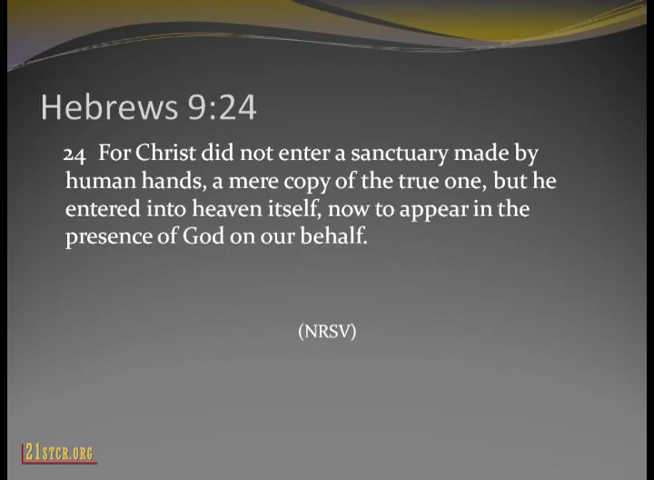 Hebrews 9:24
24 For Christ did not enter a sanctuary made by
human hands, a mere copy of the true one, but he
entered into heaven itself, now to appear in the
presence of God on our behalf.
(NRSV)
21STCR.ORG